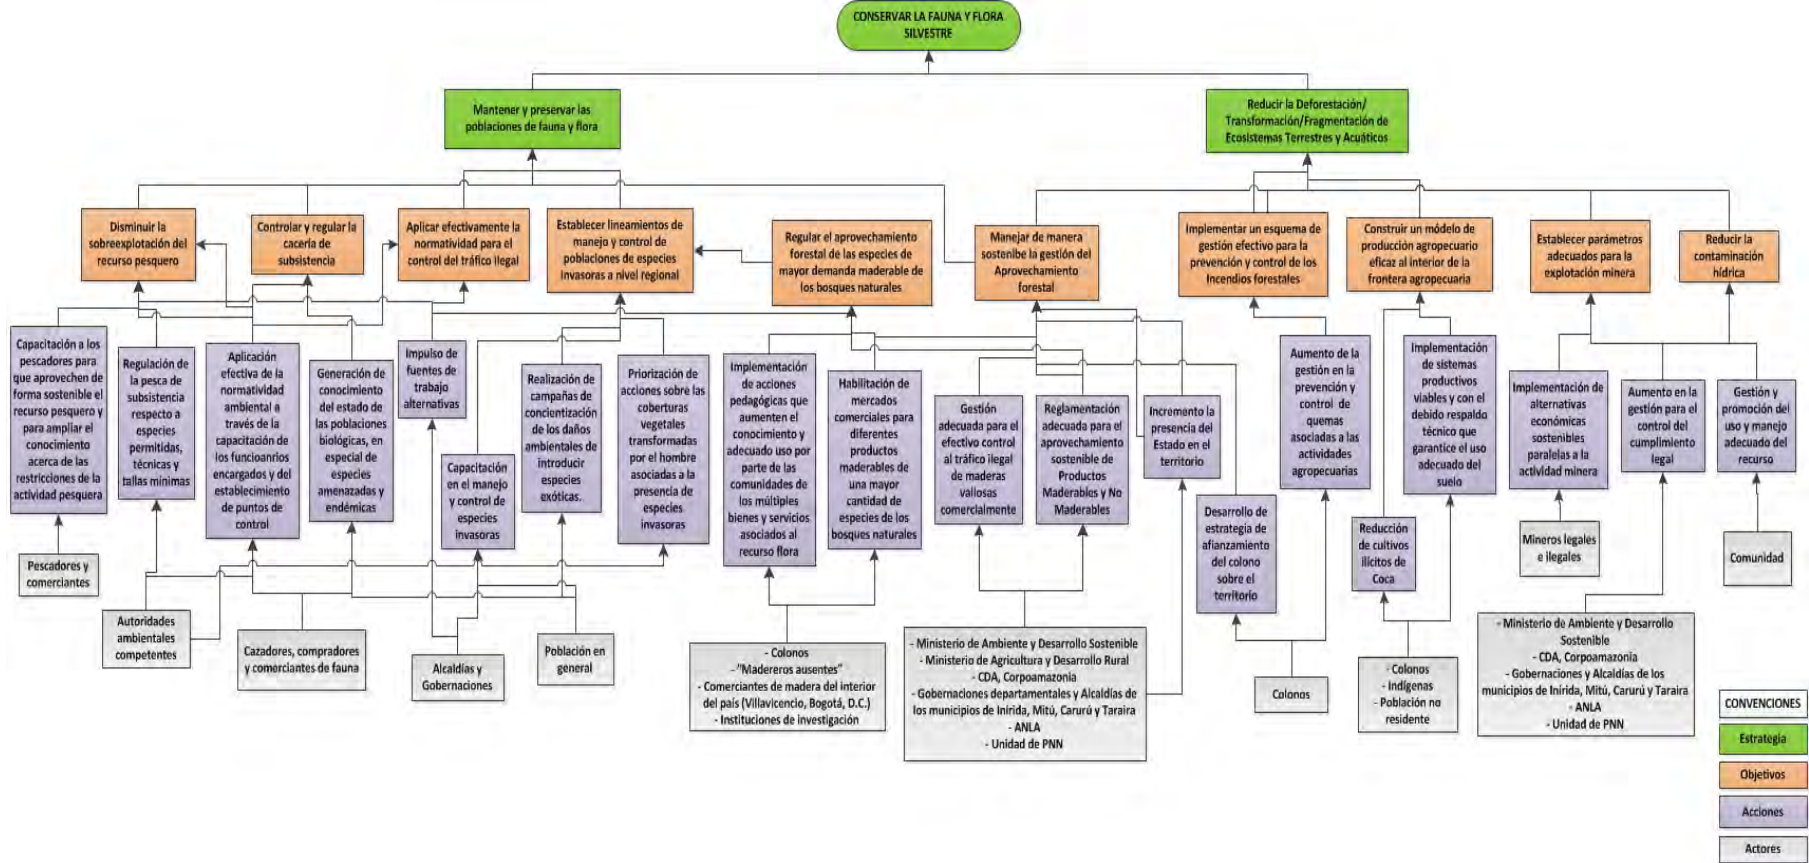 CONSERVAR LA FAUNA Y FLORA
SILVESTRE
Mantener y preservar las
poblaciones de fauna y flora
Reducir la Deforestación/
Transformación/Fragmentación de
Ecosistemas Terrestres y Acuáticos
Disminuir la
sobreexplotación del
recurso pesquero
Controlar y regular la
cacería de
subsistencia
Aplicar efectivamente la
normatividad para el
control del tráfico ilegal
Establecer lineamientos de
manejo y control de
poblaciones de especies
invasoras a nivel regional
Regular el aprovechamiento
forestal de las especies de
mayor demanda maderable de
los bosques naturales
Manejar de manera
sostenibe la gestión del
Aprovechamiento
forestal
Implementar un esquema de
gestión efectivo para la
prevención y control de los
Incendios forestales
Construir un módelo de
producción agropecuario
eficaz al interior de la
frontera agropecuaria
Establecer parámetros
adecuados para la
explotación minera
Reducir la
contaminación
hídrica
Capacitación a los
pescadores para
que aprovechen de
forma sostenible el
recurso pesquero y
para ampliar el
conocimiento
acerca de las
restricciones de la
actividad pesquera
Regulación de
la pesca de
subsistencia
respecto a
especies
permitidas,
técnicas y
tallas mínimas
Aplicación
efectiva de la
normatividad
ambiental a
través de la
capacitación de
los funcioanrios
encargados y del
establecimiento
de puntos de
control
Generación de
conocimiento
del estado de
las poblaciones
biológicas, en
especial de
especies
amenazadas y
endémicas
Impulso de
fuentes de
trabajo
alternativas
Capacitación
en el manejo
y control de
especies
invasoras
Realización de
campañas de
concientización
de los daños
ambientales de
introducir
especies
exóticas.
Priorización de
acciones sobre las
coberturas
vegetales
transformadas
por el hombre
asociadas a la
presencia de
especies
invasoras
Implementación
de acciones
pedagógicas que
aumenten el
conocimiento y
adecuado uso por
parte de las
comunidades de
los múltiples
bienes y servicios
asociados al
recurso flora
Habilitación de
mercados
comerciales para
diferentes
productos
maderables de
una mayor
cantidad de
especies de los
bosques naturales
Gestión
adecuada para el
efectivo control
al tráfico ilegal
de maderas
valiosas
comercialmente
Reglamentación
adecuada para el
aprovechamiento
sostenible de
Productos
Maderables y No
Maderables
Incremento la
presencia del
Estado en el
territorio
Desarrollo de
estrategia de
afianzamiento
del colono
sobre el
territorio
Aumento de la
gestión en la
prevención y
control de
quemas
asociadas a las
actividades
agropecuarias
Reducción
de cultivos
ilícitos de
Coca
Implementación
de sistemas
productivos
viables y con el
debido respaldo
técnico que
garantice el uso
adecuado del
suelo
Implementación de
alternativas
económicas
sostenibles
paralelas a la
actividad minera
Aumento en la
gestión para el
control del
cumplimiento
legal
Gestión y
promoción del
uso y manejo
adecuado del
recurso
Pescadores y
comerciantes
Autoridades
ambientales
competentes
Cazadores, compradores
y comerciantes de fauna
Alcaldías y
Gobernaciones
Población en
general
- Colonos
- "Madereros ausentes"
- Comerciantes de madera del interior
del país (Villavicencio, Bogotá, D.C.)
- Instituciones de investigación
- Ministerio de Ambiente y Desarrollo Sostenible
- Ministerio de Agricultura y Desarrollo Rural
- CDA, Corpoamazonia
- Gobernaciones departamentales y Alcaldías de
los municipios de Inírida, Mitú, Carurú y Taraira
- ANLA
- Unidad de PNN
Colonos
- Colonos
- Indígenas
- Población no
residente
Mineros legales
e ilegales
- Ministerio de Ambiente y Desarrollo
Sostenible
- CDA, Corpoamazonia
- Gobernaciones y Alcaldías de los
municipios de Inírida, Mitú, Carurú y Taraira
- ANLA
- Unidad de PNN
Comunidad
CONVENCIONES
Estrategia
Objetivos
Acciones
Actores